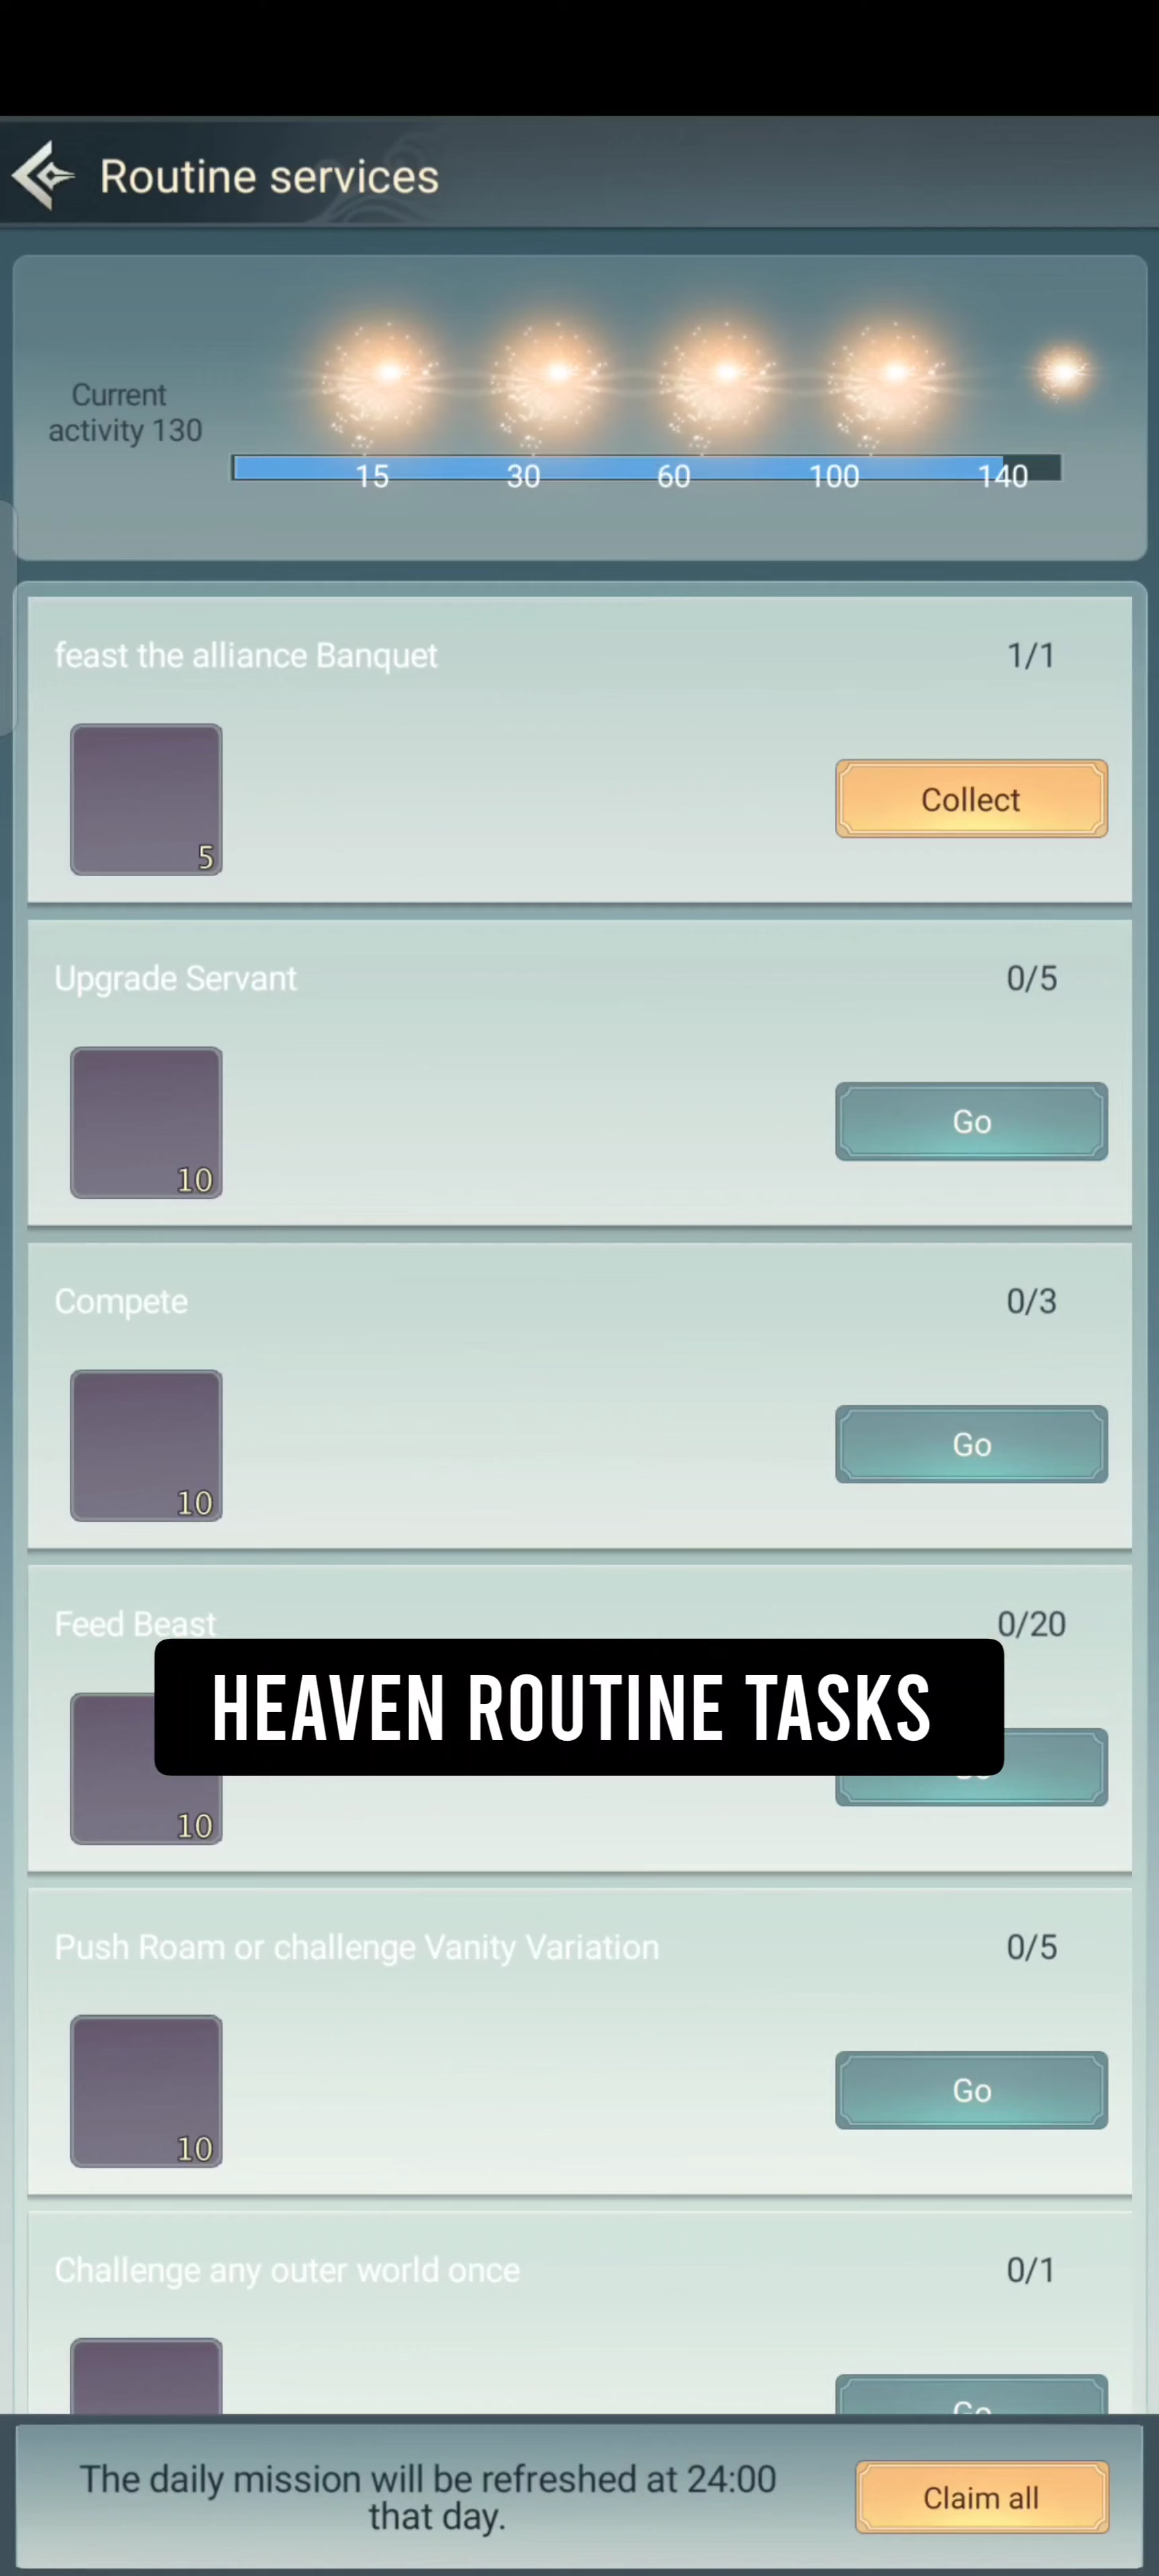 Routine services
Current
activity 130
15 30 60 100 140
feast the alliance Banquet 1/1
5
Collect
Upgrade Servant 0/5
10
Go
Compete 0/3
10
Go
Feed Beast 0/20
HEAVEN ROUTINE TASKS
10
Push Roam or challenge Vanity Variation 0/5
10
Go
Challenge any outer world once 0/1
Go
The daily mission will be refreshed at 24:00
that day.
Claim all